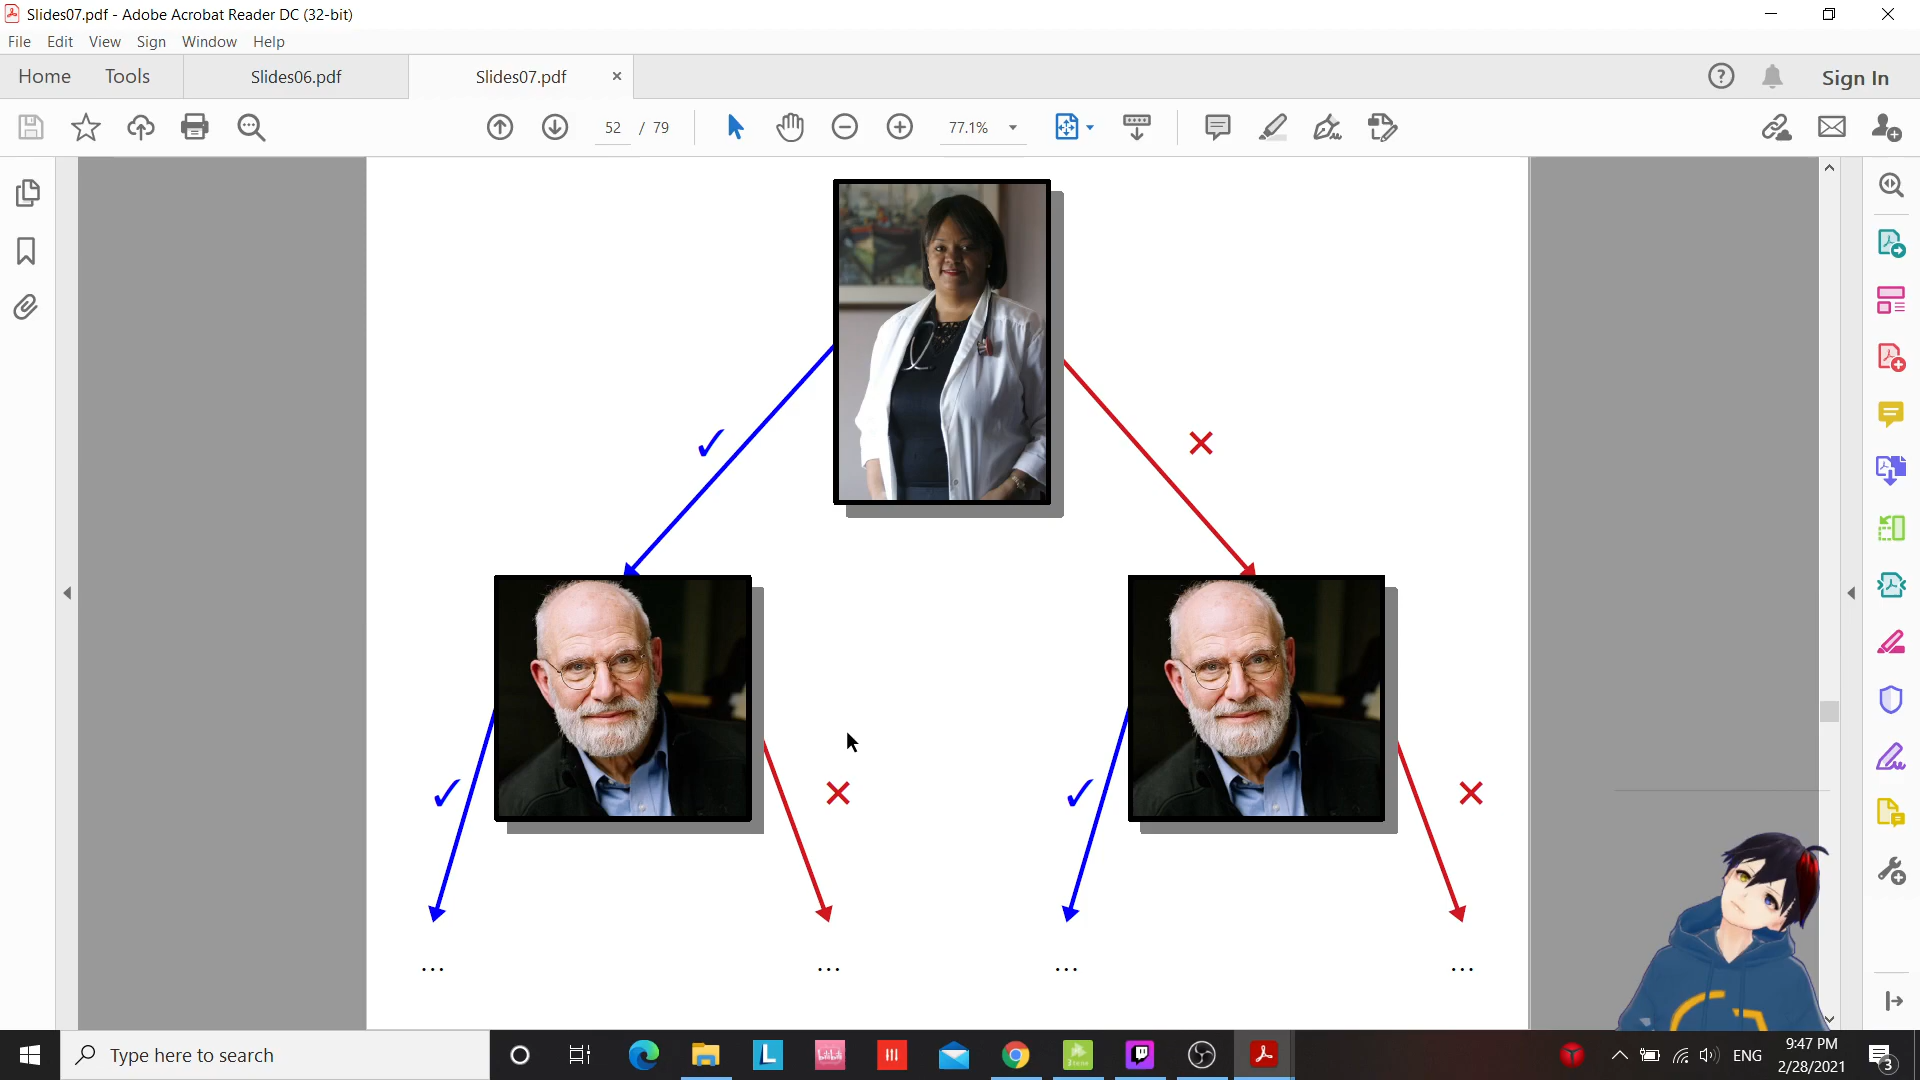 Slides07.pdf - Adobe Acrobat Reader DC (32-bit)
File Edit View Sign Window Help
Home Tools Slides06.pdf Slides07.pdf × Sign In
52 / 79 77.1%
✓ ✕
✓ ✕ ✓ ✕
... ... ... ...
Type here to search
L
ENG
9:47 PM
2/28/2021
3